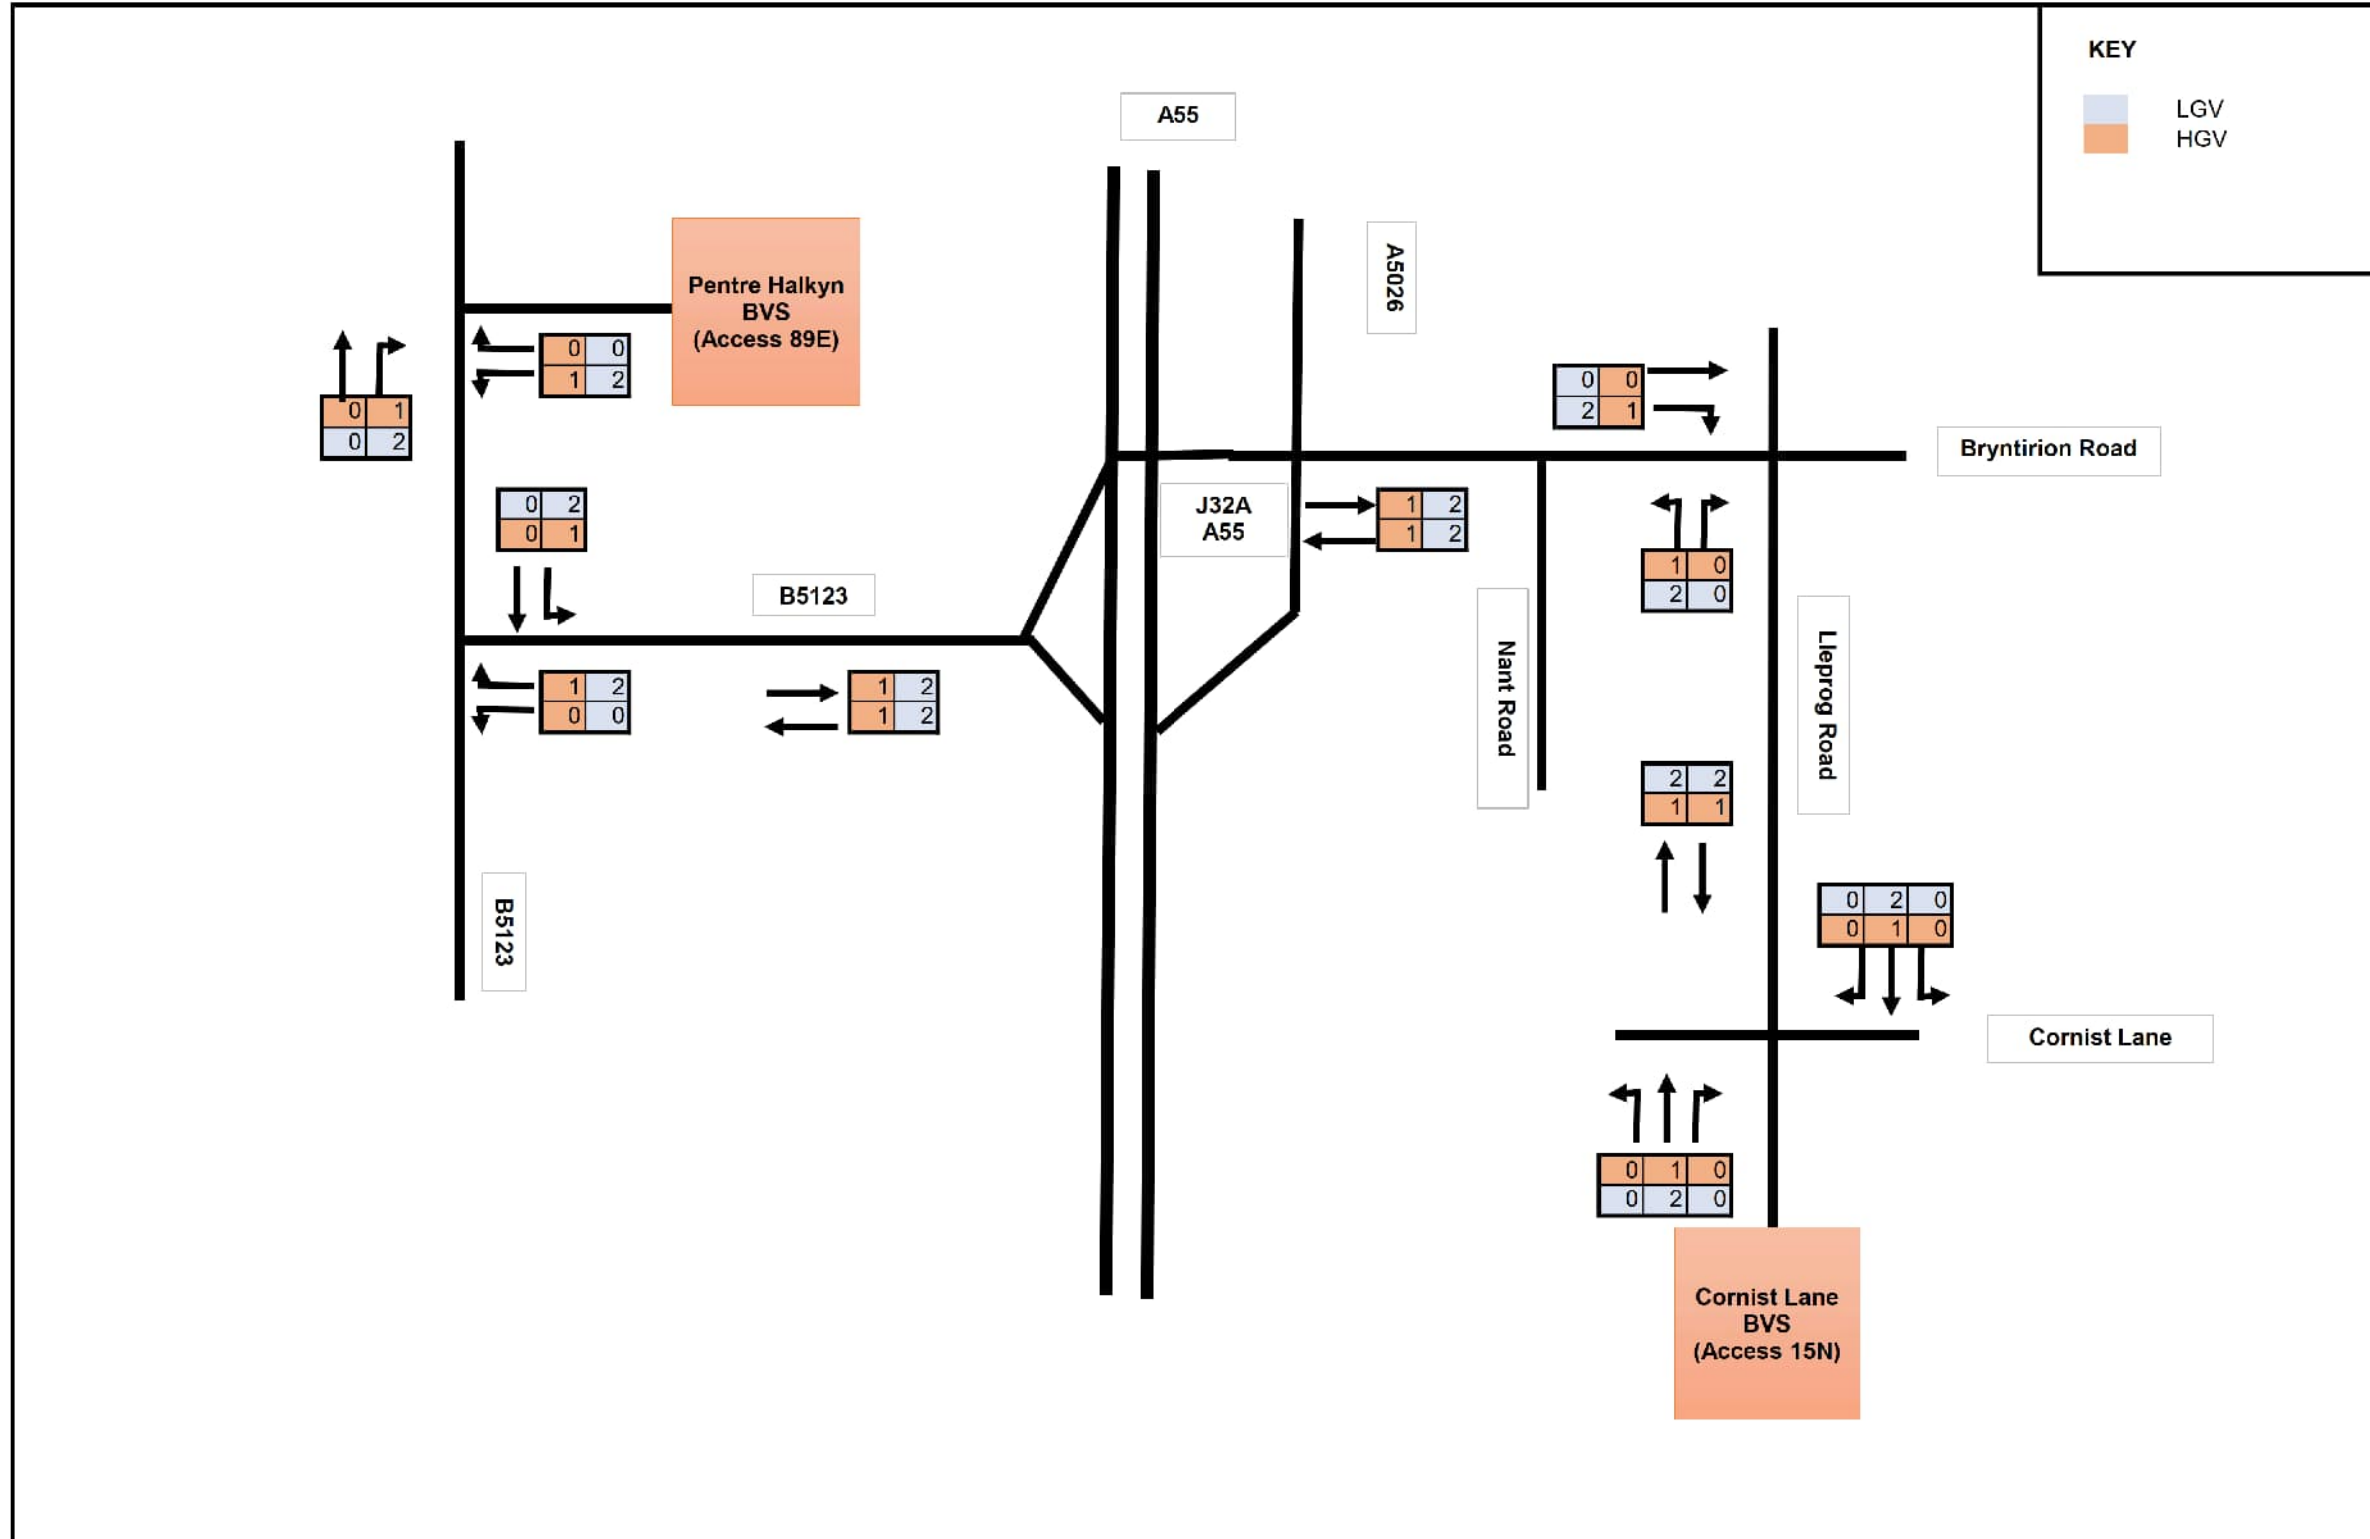 KEY
LGV
HGV
A55
A5026
Pentre Halkyn
BVS
(Access 89E)
0 0
1 2
0 1
0 2
0 0
2 1
Bryntirion Road
0 2
0 1
J32A
A55
1 2
1 2
1 0
2 0
B5123
Nant Road
Lleprog Road
1 2
0 0
1 2
1 2
2 2
1 1
B5123
0 2 0
0 1 0
Cornist Lane
0 1 0
0 2 0
Cornist Lane
BVS
(Access 15N)